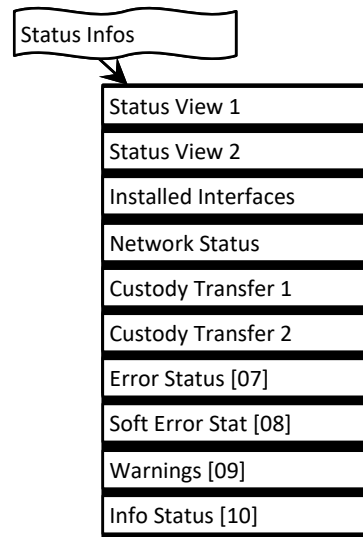 Status Infos
Status View 1
Status View 2
Installed Interfaces
Network Status
Custody Transfer 1
Custody Transfer 2
Error Status [07]
Soft Error Stat [08]
Warnings [09]
Info Status [10]